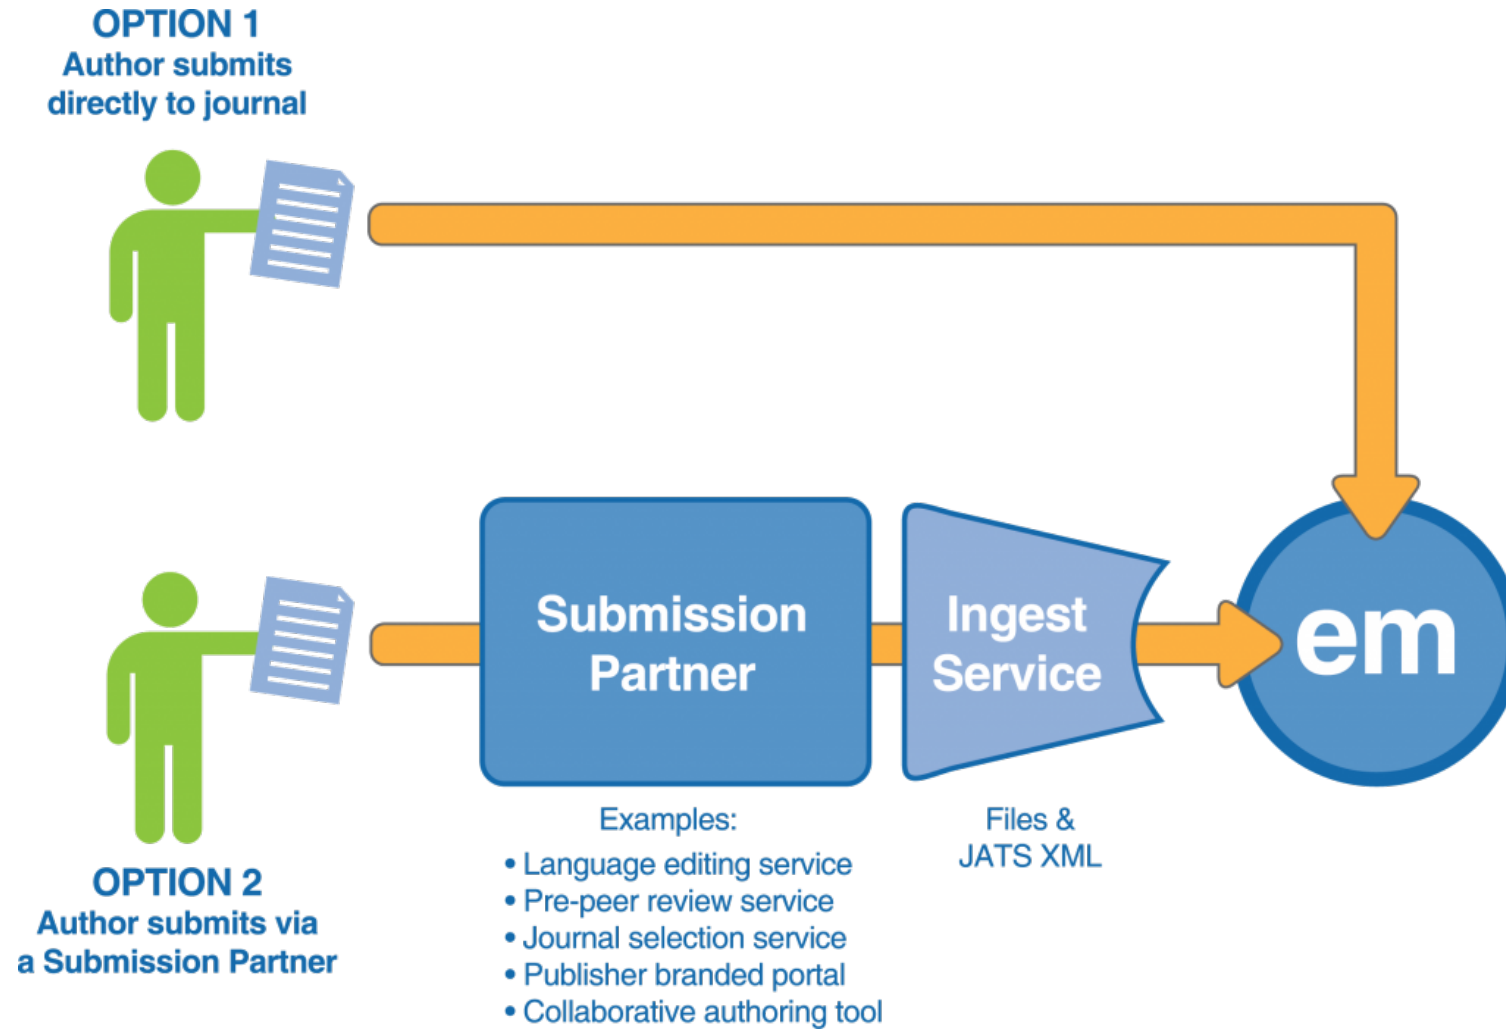 OPTION 1
Author submits
directly to journal
Submission
Partner
Ingest
Service
em
Examples:
• Language editing service
• Pre-peer review service
• Journal selection service
• Publisher branded portal
• Collaborative authoring tool
Files &
JATS XML
OPTION 2
Author submits via
a Submission Partner